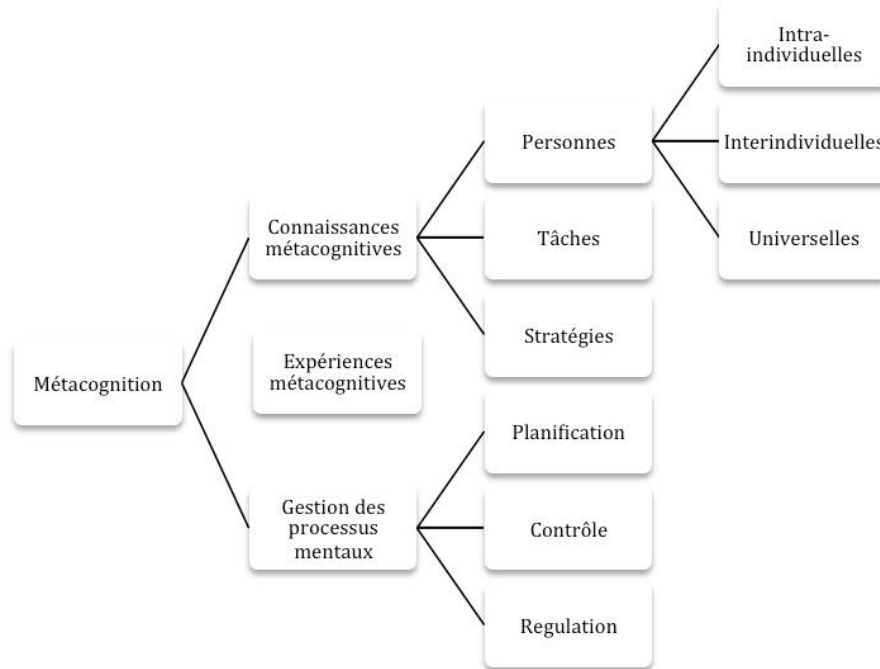 Intra-
individuelles
Personnes
Interindividuelles
Connaissances
métacognitives
Tâches
Universelles
Stratégies
Expériences
métacognitives
Métacognition
Planification
Gestion des
processus
mentaux
Contrôle
Regulation